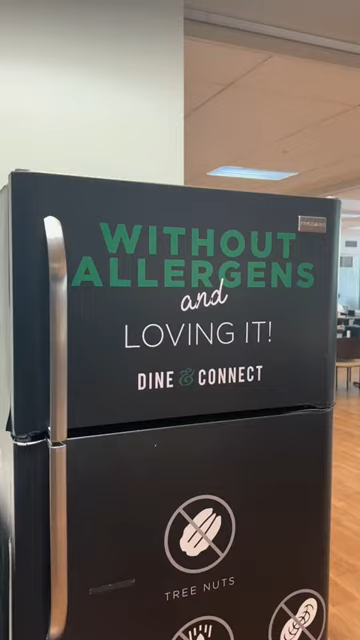 WITHOUT
ALLERGENS
and
LOVING IT!
DINE & CONNECT
TREE NUTS